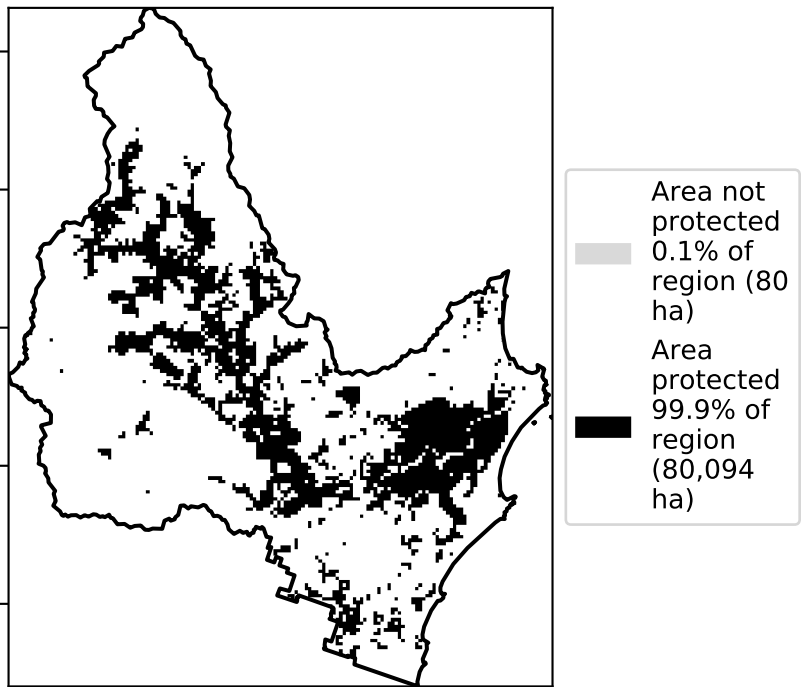 Area not
protected
0.1% of
region (80
ha)
Area
protected
99.9% of
region
(80,094
ha)